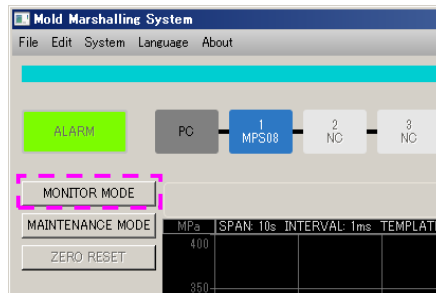 Mold Marshalling System
File Edit System Language About
ALARM PC 1 2 3
MPS08 NC NC
MONITOR MODE
MAINTENANCE MODE MPa SPAN: 10s INTERVAL: 1ms TEMPLAT
ZERO RESET 400
350